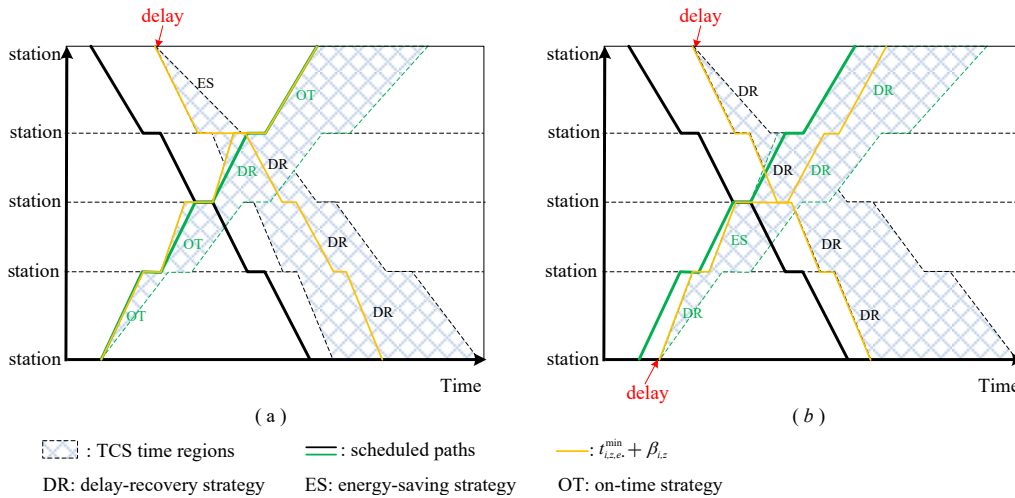 delay
delay
station
station
ES
DR
OT
DR
station
station
DR
DR
DR
DR
station
station
OT
DR
ES
DR
station
station
OT
DR
DR
DR
station
station
Time
delay
Time
( a )
( b )
: TCS time regions
: scheduled paths
: t_{i,z,e.}^{min} + β_{i,z}
DR: delay-recovery strategy
ES: energy-saving strategy
OT: on-time strategy